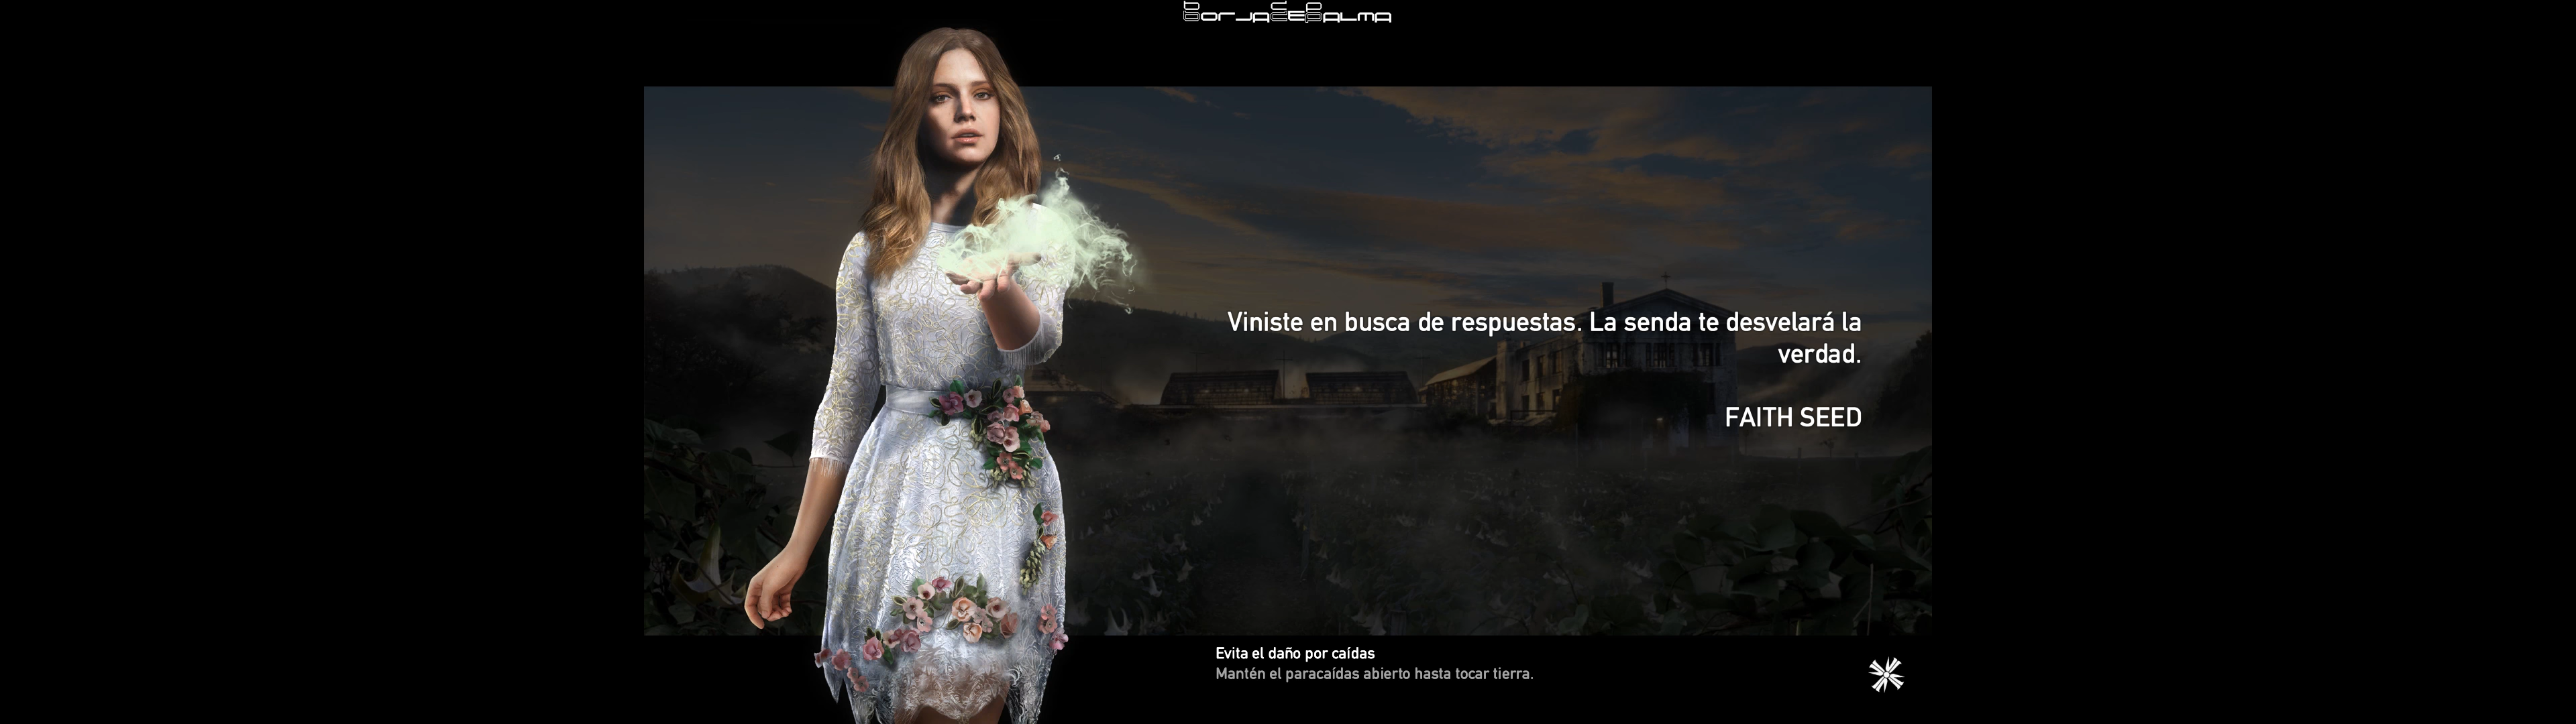 BORJADEPALMA
Viniste en busca de respuestas. La senda te desvelará la
verdad.
FAITH SEED
Evita el daño por caídas
Mantén el paracaídas abierto hasta tocar tierra.